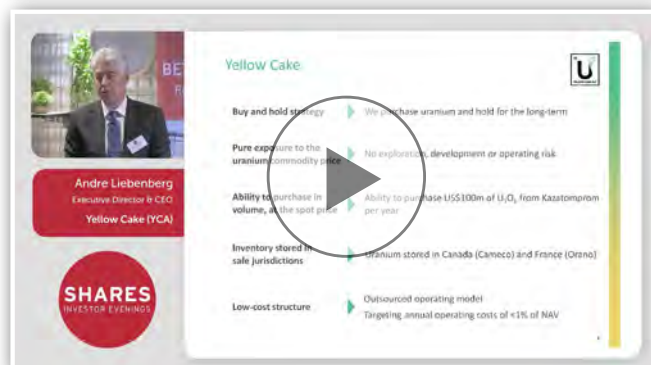 BE
Yellow Cake
U
Buy and hold strategy
We purchase uranium and hold for the long-term
Pure exposure to the
uranium commodity price
No exploration, development or operating risk
Ability to purchase in
volume, at the spot price
Ability to purchase US$100m of U₃O₈ from Kazatomprom
per year
Inventory stored in
safe jurisdictions
Uranium stored in Canada (Cameco) and France (Orano)
Low-cost structure
Outsourced operating model
Targeting annual operating costs of <1% of NAV
Andre Liebenberg
Executive Director & CEO
Yellow Cake (YCA)
SHARES
INVESTOR EVENINGS